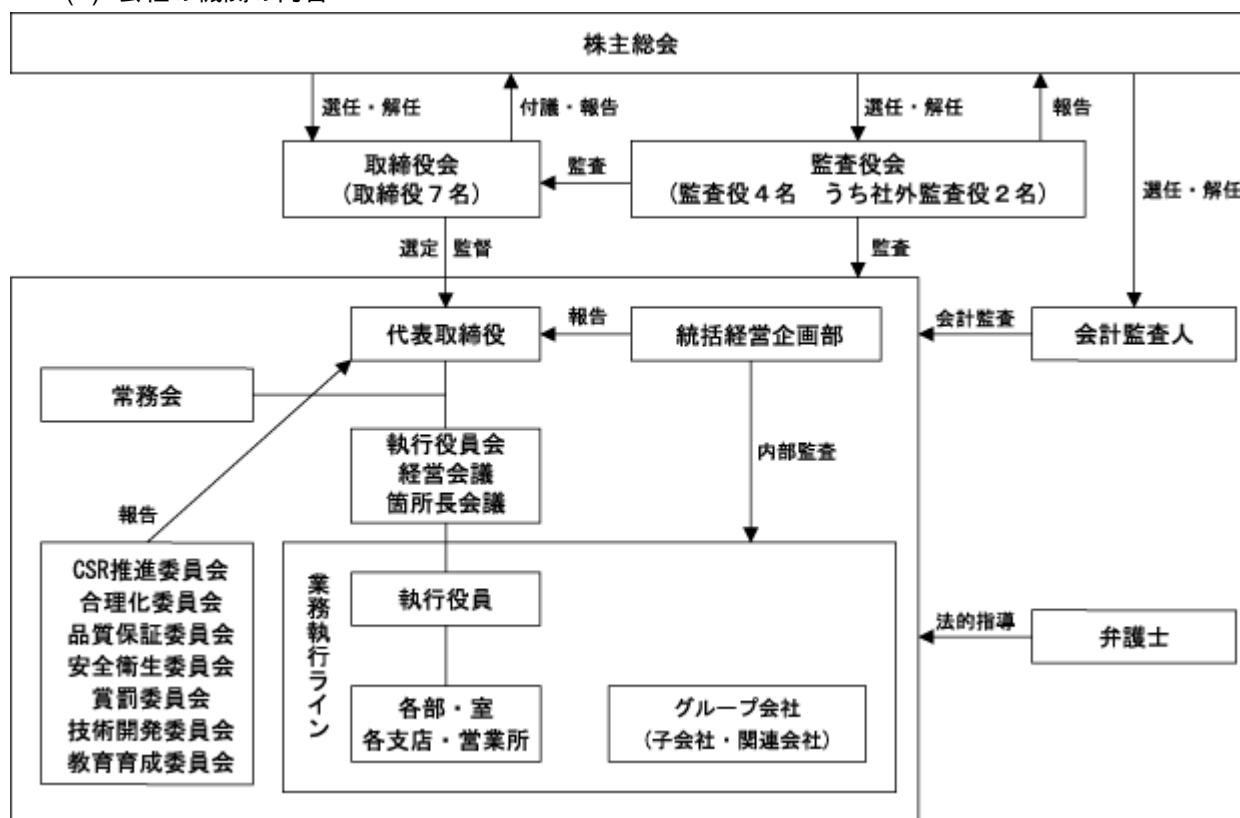 株主総会
選任・解任
付議・報告
選任・解任
報告
取締役会
(取締役7名)
監査
監査役会
(監査役4名　うち社外監査役2名)
選任・解任
選定
監督
監査
代表取締役
報告
統括経営企画部
会計監査
会計監査人
常務会
執行役員会
経営会議
箇所長会議
内部監査
報告
CSR推進委員会
合理化委員会
品質保証委員会
安全衛生委員会
賞罰委員会
技術開発委員会
教育育成委員会
業務執行ライン
執行役員
法的指導
弁護士
各部・室
各支店・営業所
グループ会社
(子会社・関連会社)